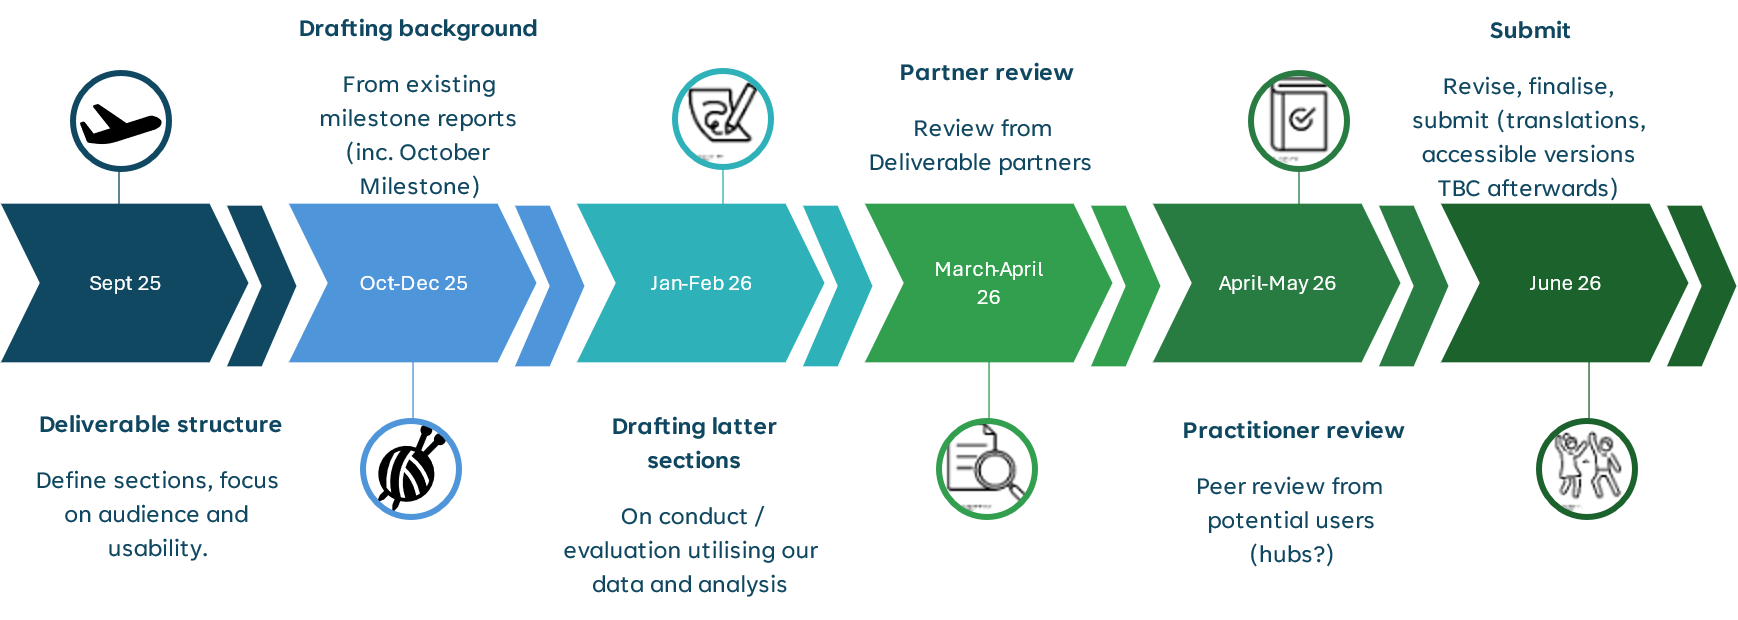 Drafting background
From existing
milestone reports
(inc. October
Milestone)
Partner review
Review from
Deliverable partners
Submit
Revise, finalise,
submit (translations,
accessible versions
TBC afterwards)
Sept 25
Oct-Dec 25
Jan-Feb 26
March-April
26
April-May 26
June 26
Deliverable structure
Define sections, focus
on audience and
usability.
Drafting latter
sections
On conduct /
evaluation utilising our
data and analysis
Practitioner review
Peer review from
potential users
(hubs?)